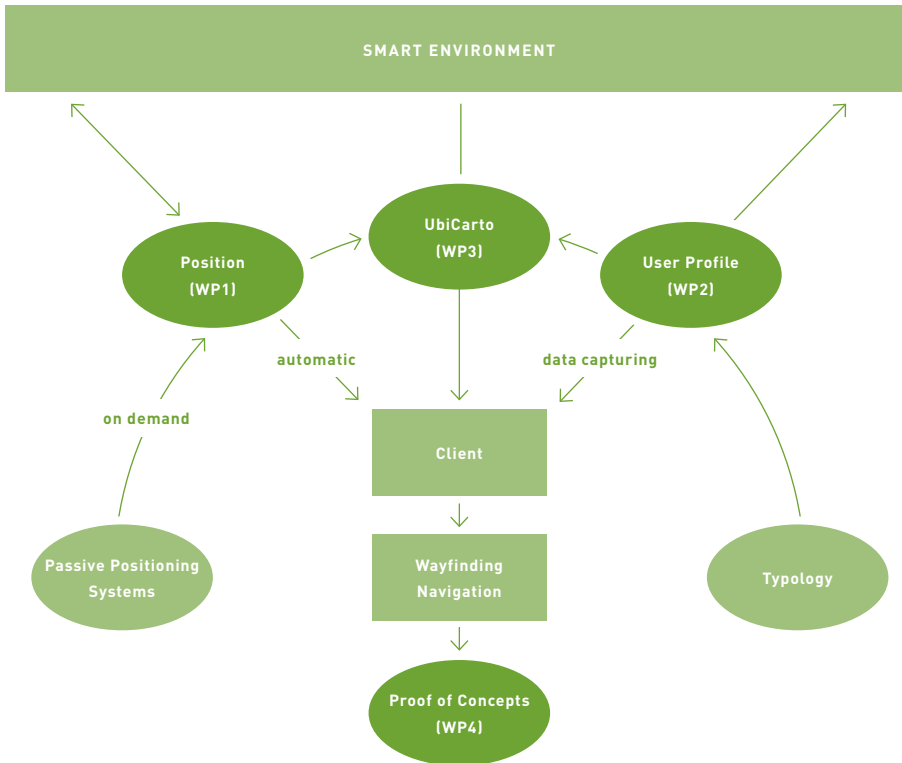 SMART ENVIRONMENT
UbiCarto
(WP3)
Position
(WP1)
User Profile
(WP2)
automatic
data capturing
on demand
Client
Passive Positioning
Systems
Wayfinding
Navigation
Typology
Proof of Concepts
(WP4)